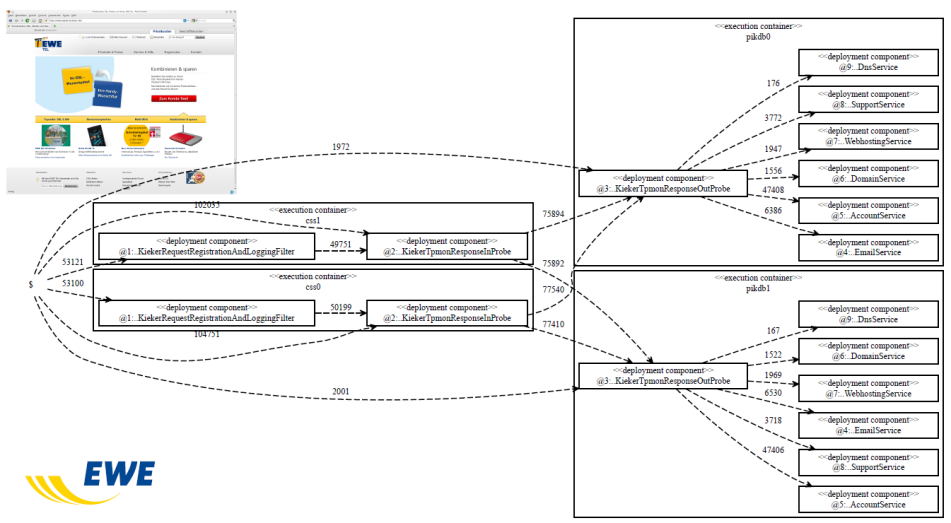 EWE
TEL
Kombinieren & sparen
<<execution container>>
pikdb0
<<deployment component>>
@9:..DnsService
<<deployment component>>
@8:..SupportService
<<deployment component>>
@7:..WebhostingService
<<deployment component>>
@6:..DomainService
<<deployment component>>
@5:..AccountService
<<deployment component>>
@4:..EmailService
<<deployment component>>
@3:..KiekerTpmonResponseOutProbe
176
3772
1947
1556
47408
6386
1972
102035
<<execution container>>
css1
<<deployment component>>
@1:..KiekerRequestRegistrationAndLoggingFilter
49751
<<deployment component>>
@2:..KiekerTpmonResponseInProbe
75894
75892
53121
$
53100
<<execution container>>
css0
<<deployment component>>
@1:..KiekerRequestRegistrationAndLoggingFilter
50199
<<deployment component>>
@2:..KiekerTpmonResponseInProbe
77540
77410
104751
2001
<<execution container>>
pikdb1
<<deployment component>>
@3:..KiekerTpmonResponseOutProbe
167
1522
1969
6530
3718
47406
<<deployment component>>
@9:..DnsService
<<deployment component>>
@6:..DomainService
<<deployment component>>
@7:..WebhostingService
<<deployment component>>
@4:..EmailService
<<deployment component>>
@8:..SupportService
<<deployment component>>
@5:..AccountService
EWE